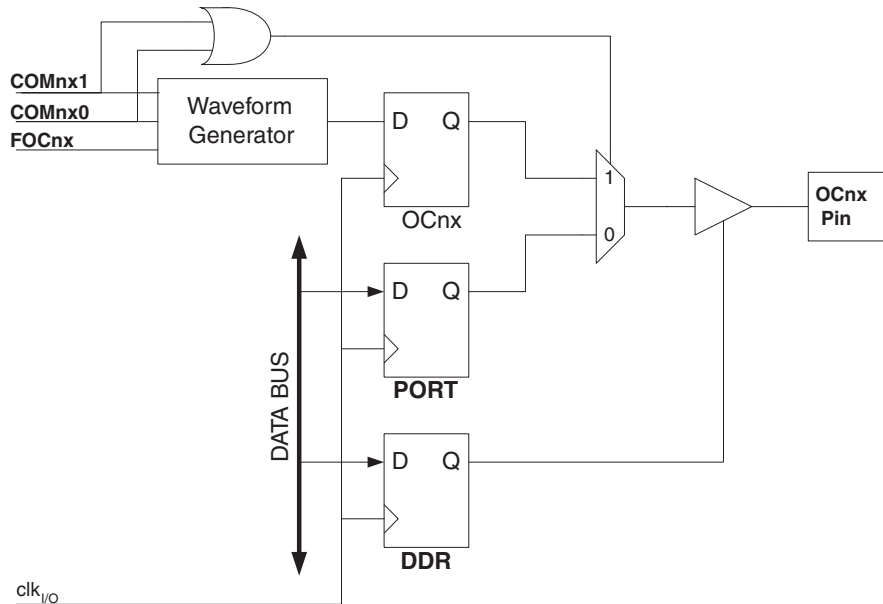 COMnx1
COMnx0
FOCnx
Waveform
Generator
D Q
OCnx
1
0
OCnx
Pin
D Q
PORT
DATA BUS
D Q
DDR
clkI/O